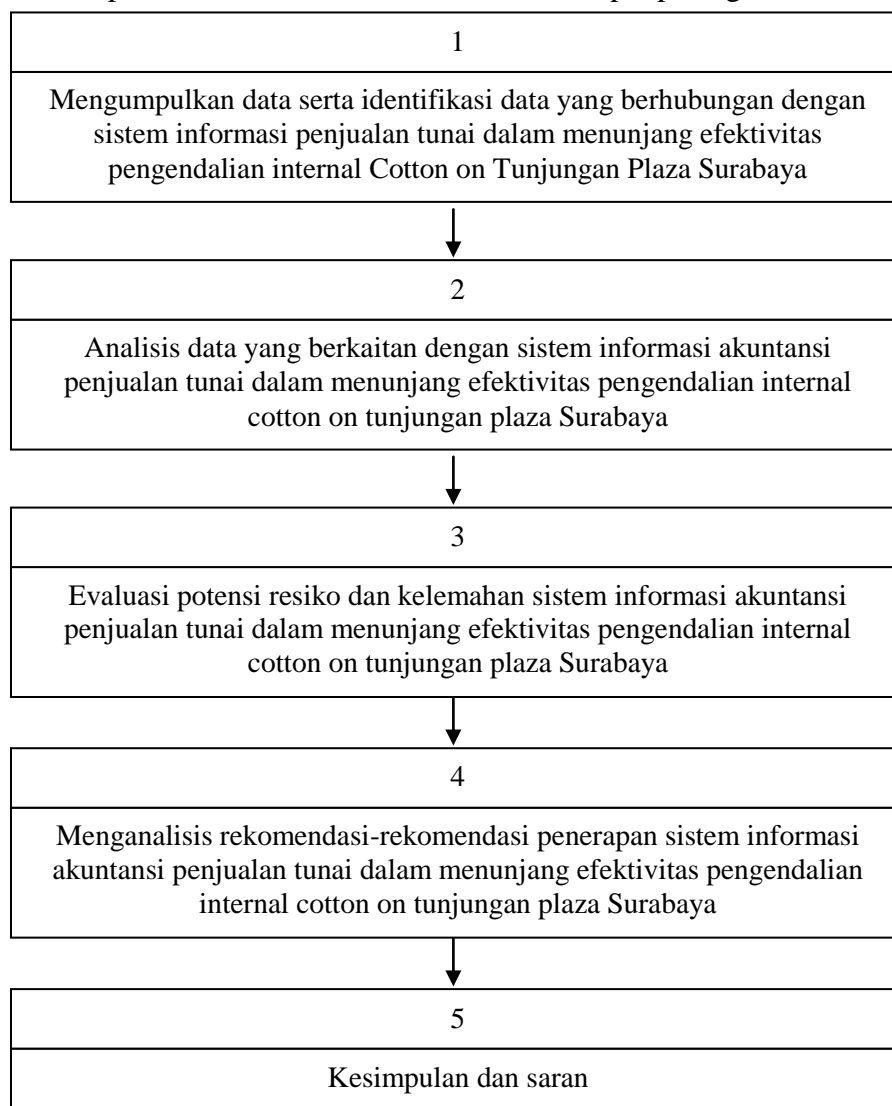 1
Mengumpulkan data serta identifikasi data yang berhubungan dengan
sistem informasi penjualan tunai dalam menunjang efektivitas
pengendalian internal Cotton on Tunjungan Plaza Surabaya
2
Analisis data yang berkaitan dengan sistem informasi akuntansi
penjualan tunai dalam menunjang efektivitas pengendalian internal
cotton on tunjungan plaza Surabaya
3
Evaluasi potensi resiko dan kelemahan sistem informasi akuntansi
penjualan tunai dalam menunjang efektivitas pengendalian internal
cotton on tunjungan plaza Surabaya
4
Menganalisis rekomendasi-rekomendasi penerapan sistem informasi
akuntansi penjualan tunai dalam menunjang efektivitas pengendalian
internal cotton on tunjungan plaza Surabaya
5
Kesimpulan dan saran